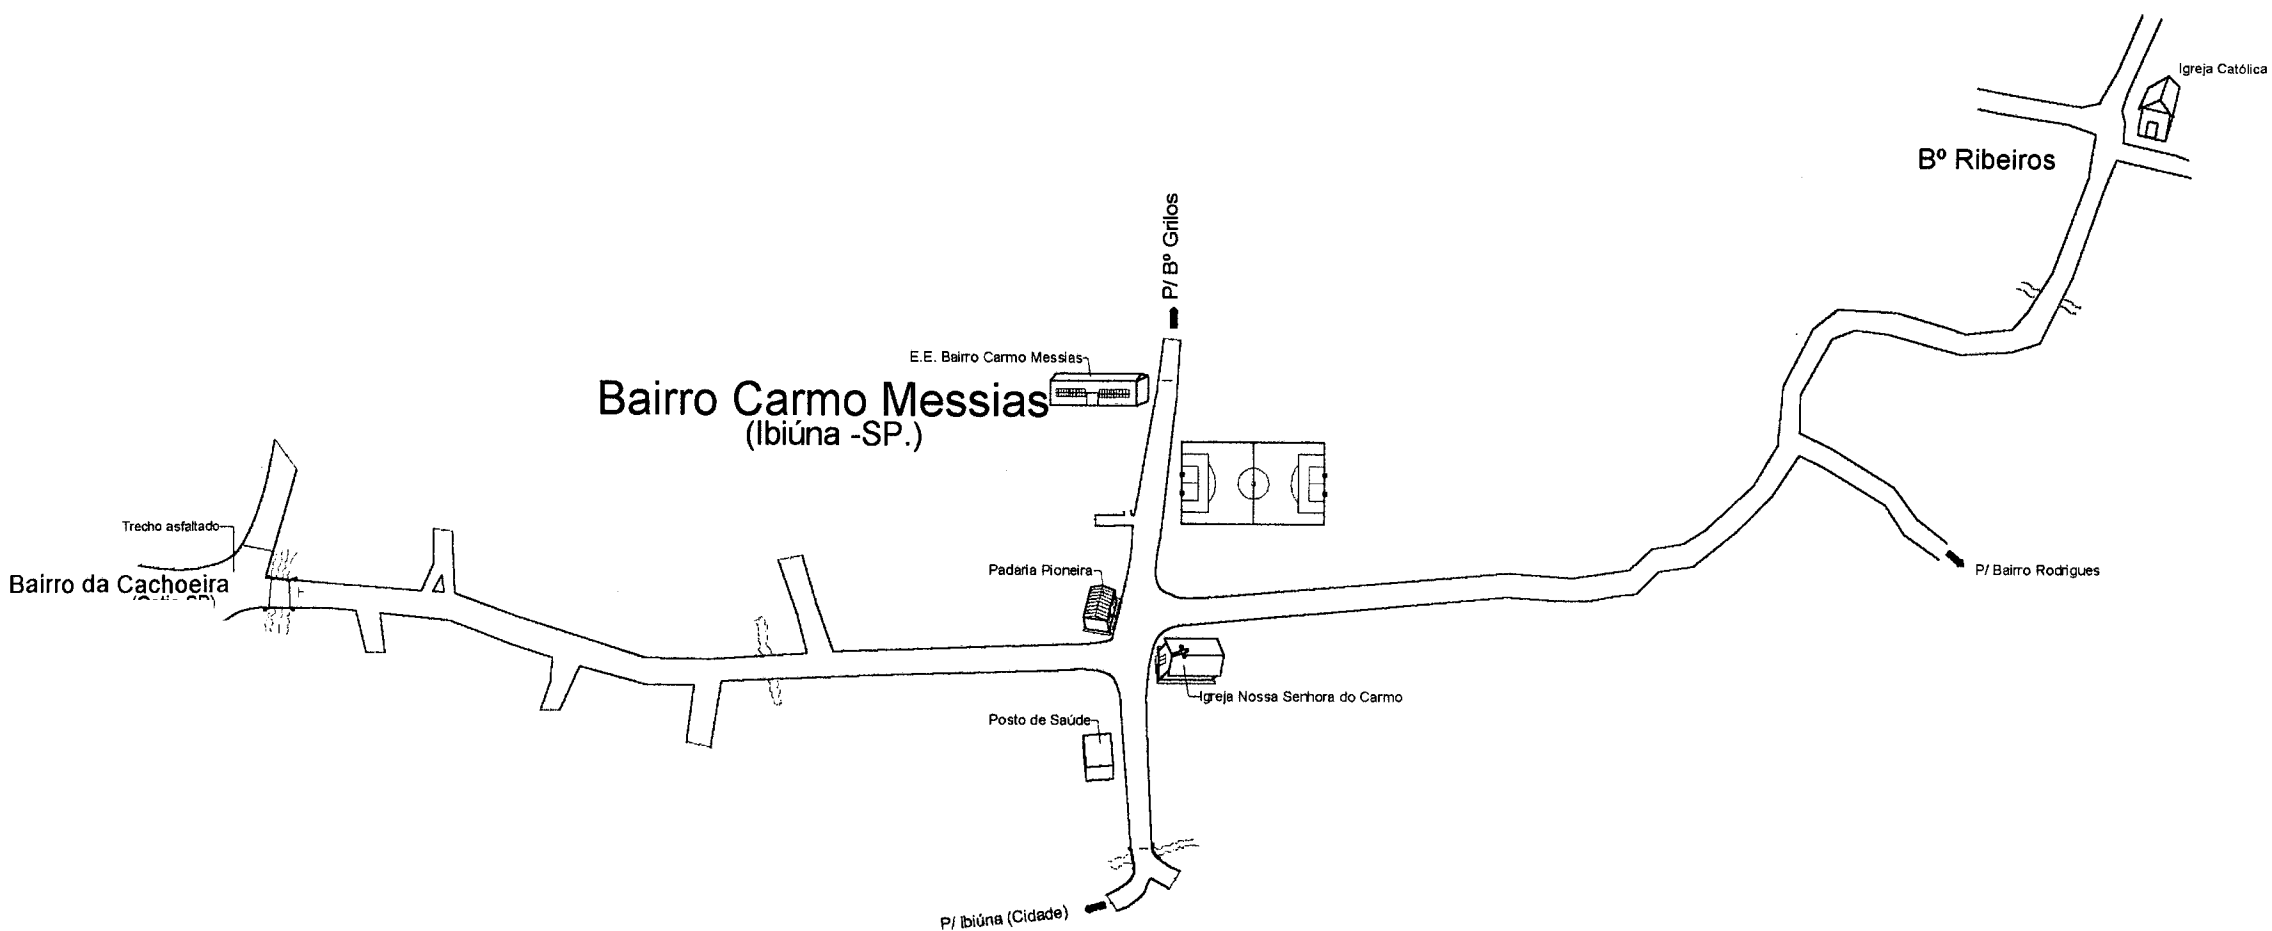 Igreja Católica
Bº Ribeiros
P/ Bº Grilos
E.E. Bairro Carmo Messias
Bairro Carmo Messias
(Ibiúna -SP.)
Trecho asfaltado
Bairro da Cachoeira
Padaria Pioneira
P/ Bairro Rodrigues
Igreja Nossa Senhora do Carmo
Posto de Saúde
P/ Ibiúna (Cidade)